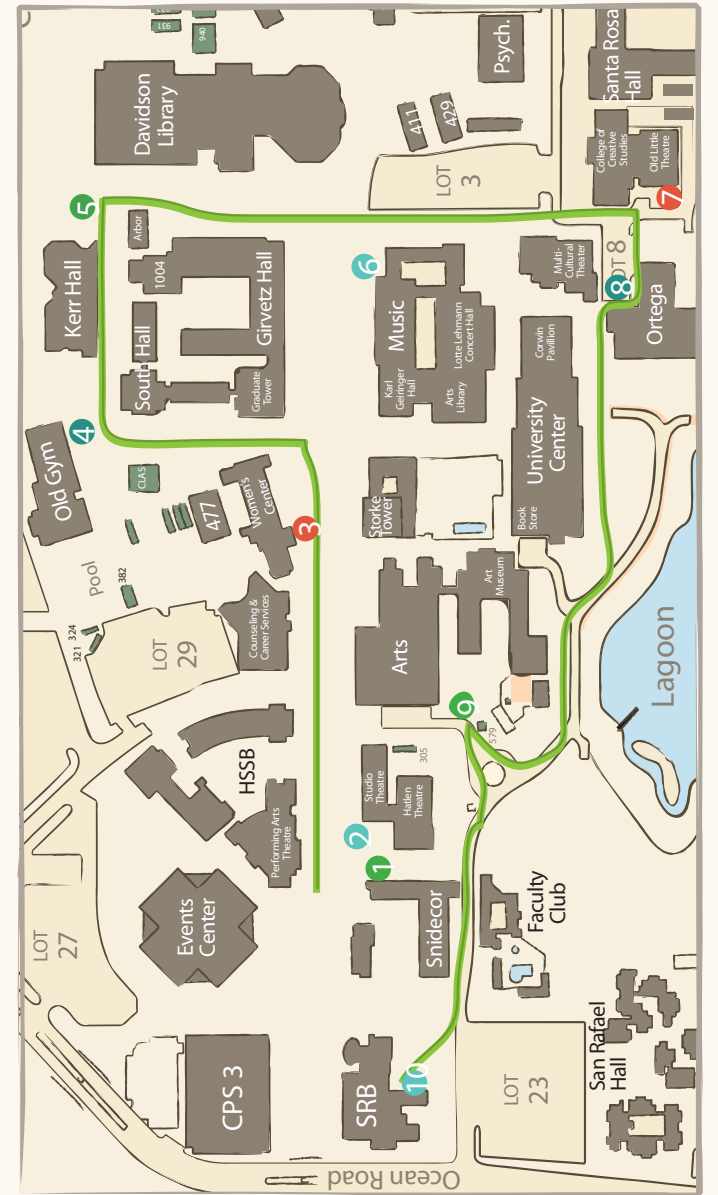 931
940
Davidson
Library
Psych.
411
429
Santa Rosa
Hall
College of
Creative
Studies
Old Little
Theatre
LOT
3
5
7
Arbor
1004
Kerr Hall
South Hall
Girvetz Hall
Graduate
Tower
6
Music
Karl
Geiringer
Hall
Lotte Lehmann
Concert Hall
Arts
Library
Multi-
Cultural
Theater
OT 8
8
Ortega
Corwin
Pavillion
University
Center
Book
Store
4
Old Gym
CLAS
477
Women's
Center
3
Storke
Tower
Pool
382
324
321
LOT
29
Counseling &
Career Services
Arts
Art
Museum
Lagoon
HSSB
9
579
305
Studio
Theatre
Hatlen
Theatre
Performing Arts
Theatre
2
1
Events
Center
LOT
27
Snidecor
Faculty
Club
CPS 3
SRB
10
LOT
23
San Rafael
Hall
Ocean Road